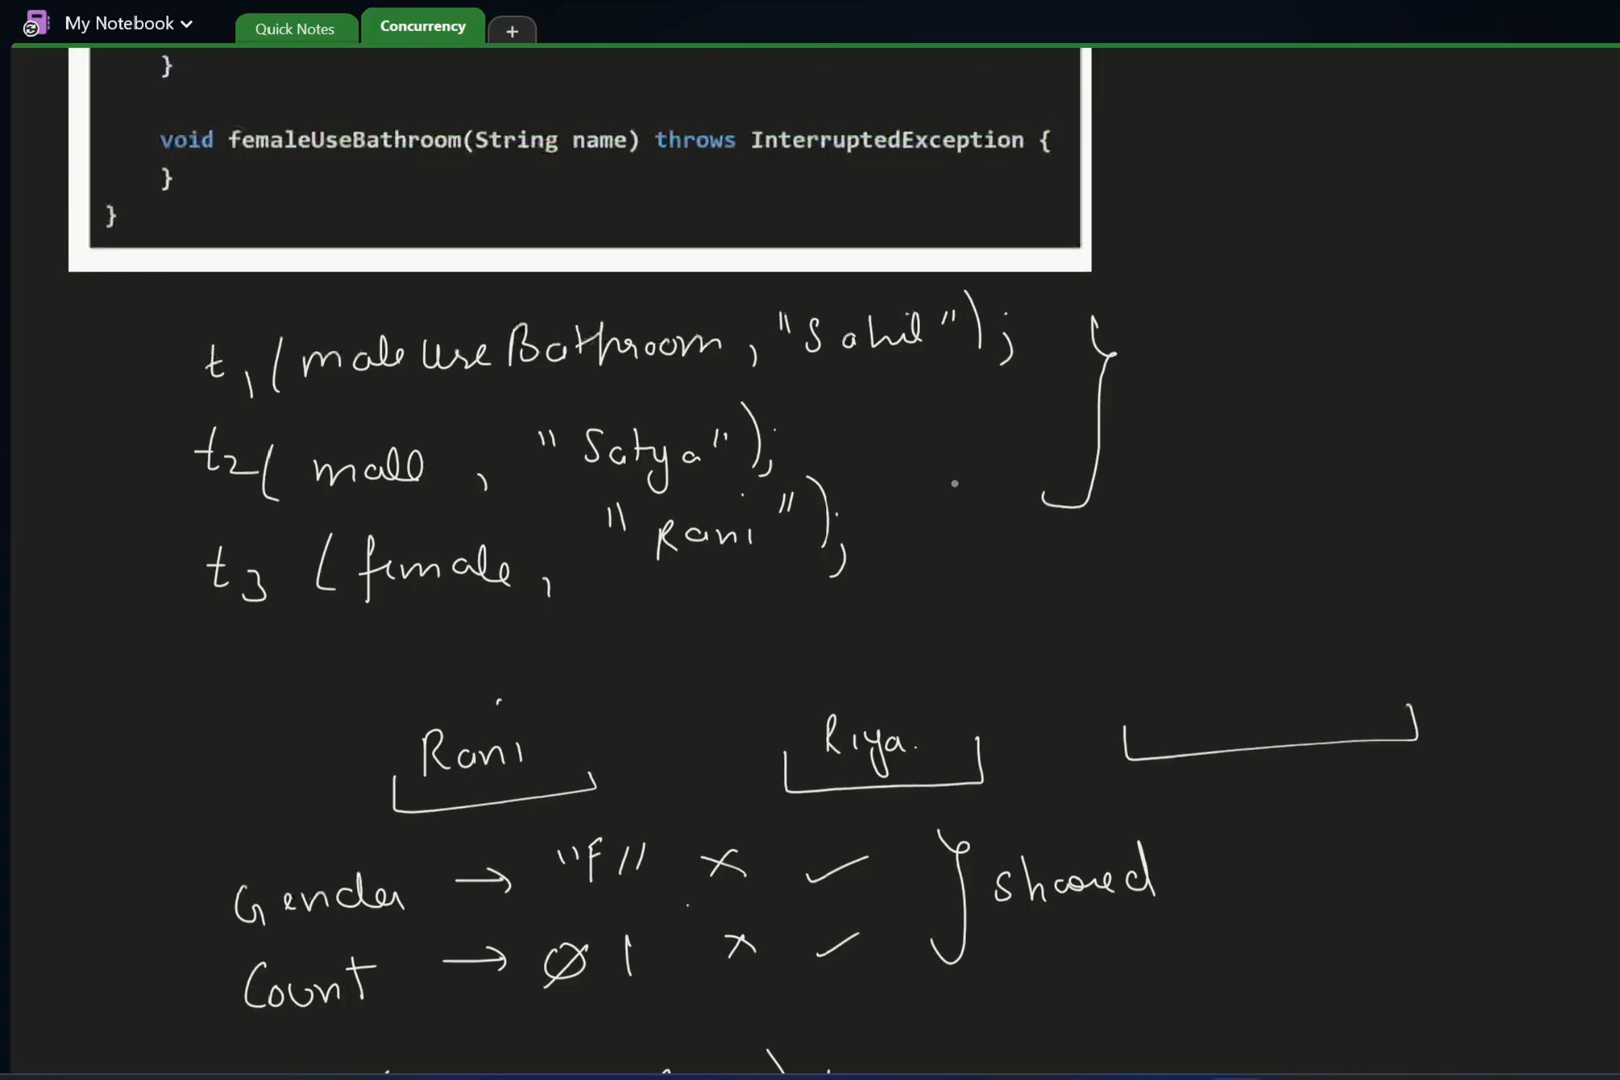 My Notebook
Quick Notes
Concurrency
+
}
void femaleUseBathroom(String name) throws InterruptedException {
}
}
t1(maleUseBathroom, "Sahil");
t2(male, "Satya");
t3(female, "Rani");
Rani Riya.
Gender → "F" × ✓
Count → 0 1 × ✓ } shared